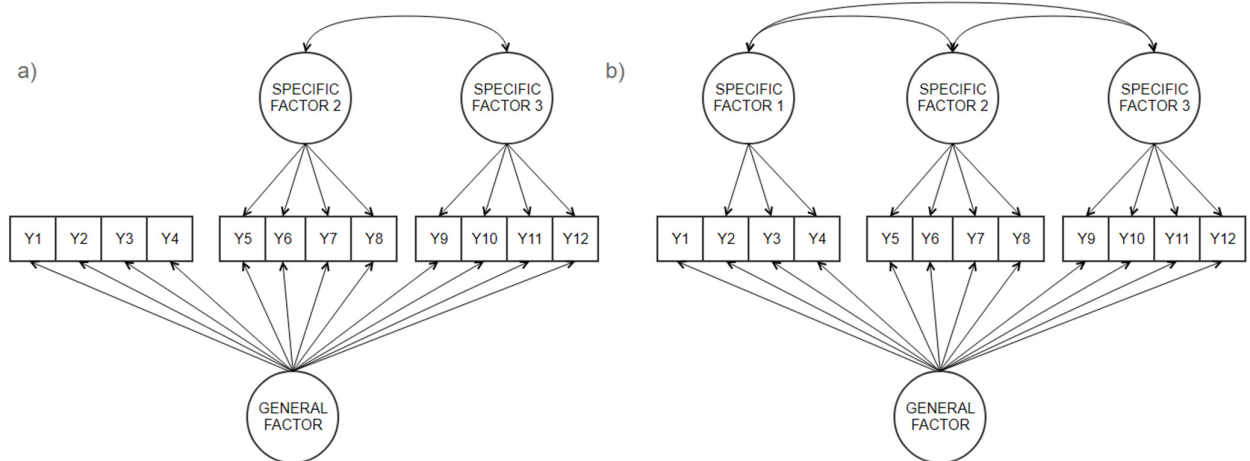 a)
SPECIFIC
FACTOR 2
SPECIFIC
FACTOR 3
Y1 Y2 Y3 Y4 Y5 Y6 Y7 Y8 Y9 Y10 Y11 Y12
GENERAL
FACTOR
b)
SPECIFIC
FACTOR 1
SPECIFIC
FACTOR 2
SPECIFIC
FACTOR 3
Y1 Y2 Y3 Y4 Y5 Y6 Y7 Y8 Y9 Y10 Y11 Y12
GENERAL
FACTOR